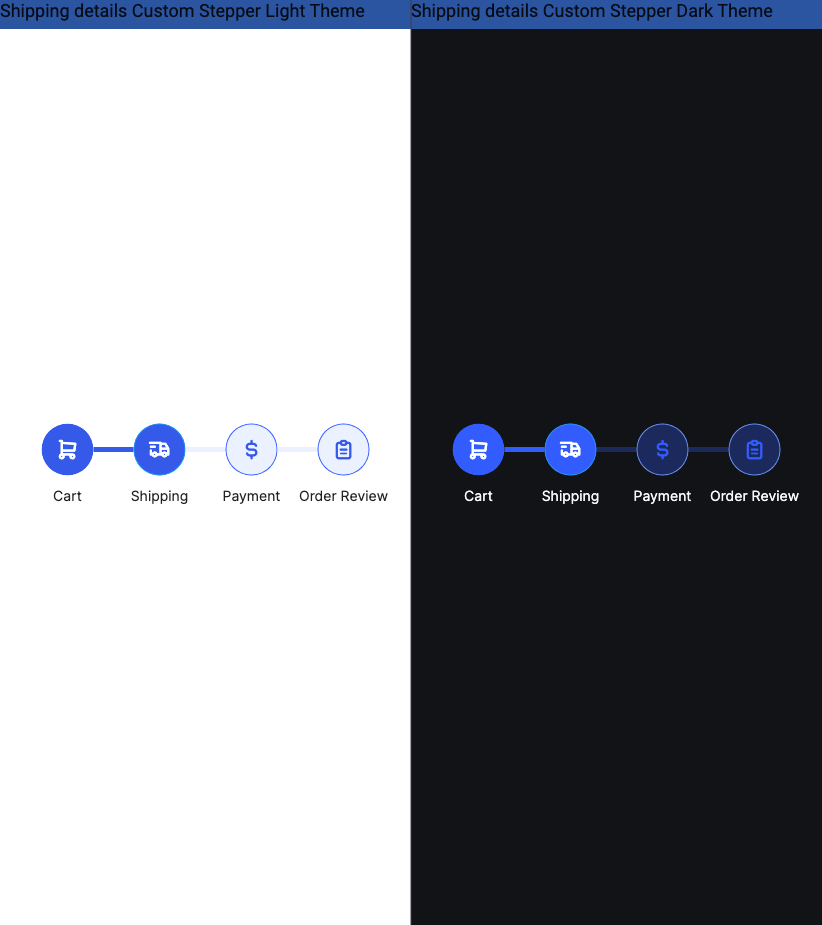 Shipping details Custom Stepper Light Theme
Shipping details Custom Stepper Dark Theme
Cart Shipping Payment Order Review
Cart Shipping Payment Order Review